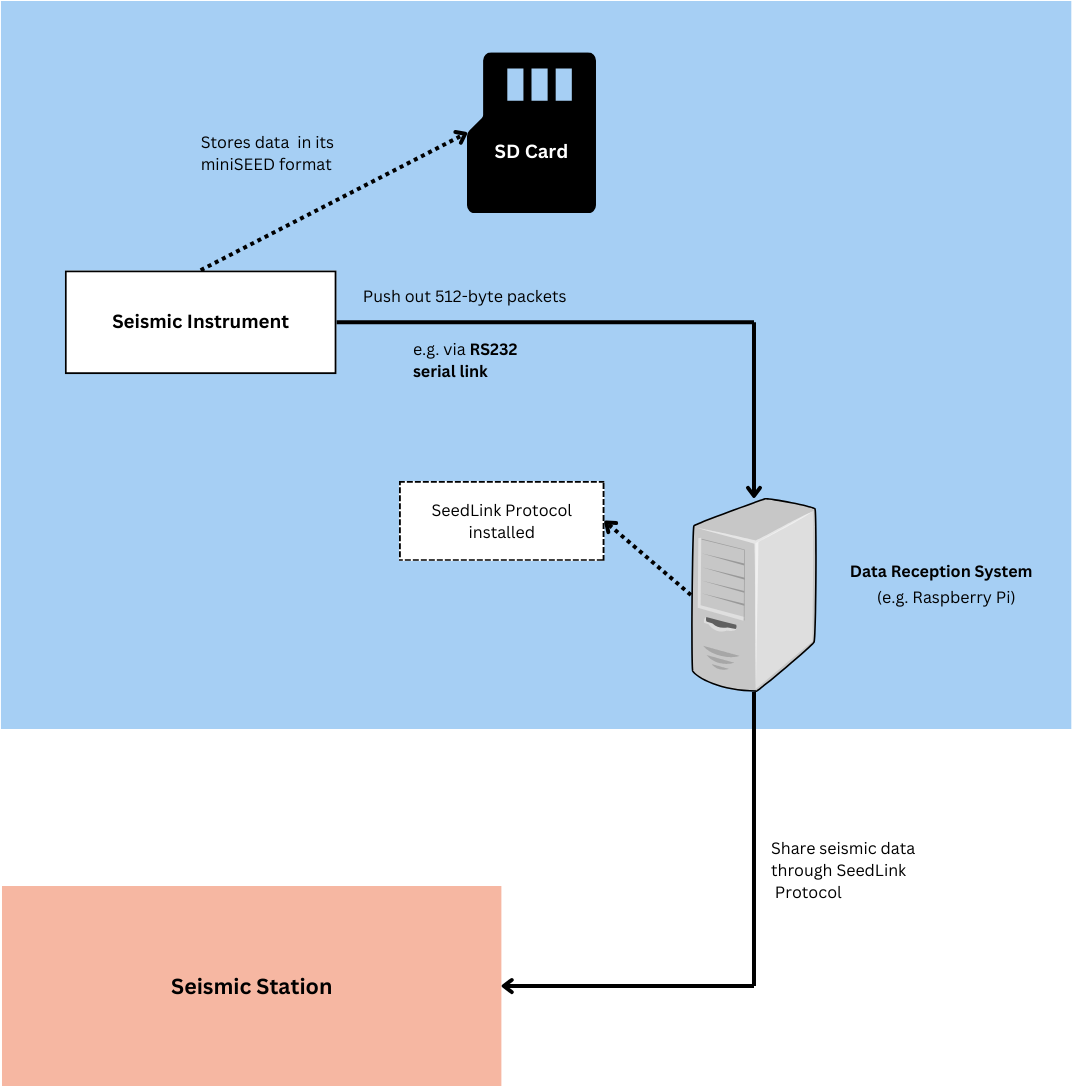 SD Card
Stores data  in its
miniSEED format
Seismic Instrument
Push out 512-byte packets
e.g. via RS232
serial link
SeedLink Protocol
installed
Data Reception System
(e.g. Raspberry Pi)
Share seismic data
through SeedLink
Protocol
Seismic Station